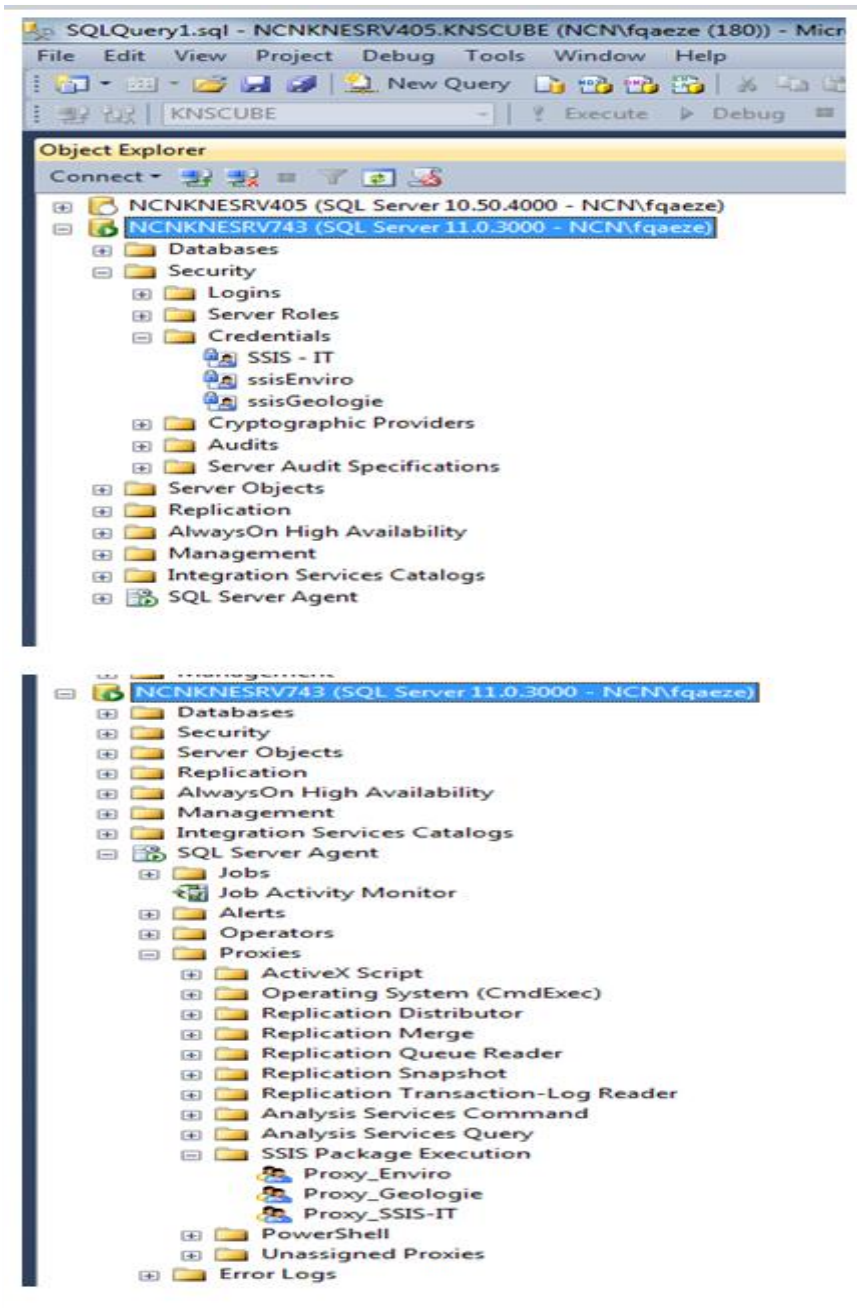 SQLQuery1.sql - NCNKNESRV405.KNSCUBE (NCN\fqaeze (180)) - Micr
File Edit View Project Debug Tools Window Help
New Query
KNSCUBE Execute Debug
Object Explorer
Connect
NCNKNESRV405 (SQL Server 10.50.4000 - NCN\fqaeze)
NCNKNESRV743 (SQL Server 11.0.3000 - NCN\fqaeze)
Databases
Security
Logins
Server Roles
Credentials
SSIS - IT
ssisEnviro
ssisGeologie
Cryptographic Providers
Audits
Server Audit Specifications
Server Objects
Replication
AlwaysOn High Availability
Management
Integration Services Catalogs
SQL Server Agent
Management
NCNKNESRV743 (SQL Server 11.0.3000 - NCN\fqaeze)
Databases
Security
Server Objects
Replication
AlwaysOn High Availability
Management
Integration Services Catalogs
SQL Server Agent
Jobs
Job Activity Monitor
Alerts
Operators
Proxies
ActiveX Script
Operating System (CmdExec)
Replication Distributor
Replication Merge
Replication Queue Reader
Replication Snapshot
Replication Transaction-Log Reader
Analysis Services Command
Analysis Services Query
SSIS Package Execution
Proxy_Enviro
Proxy_Geologie
Proxy_SSIS-IT
PowerShell
Unassigned Proxies
Error Logs